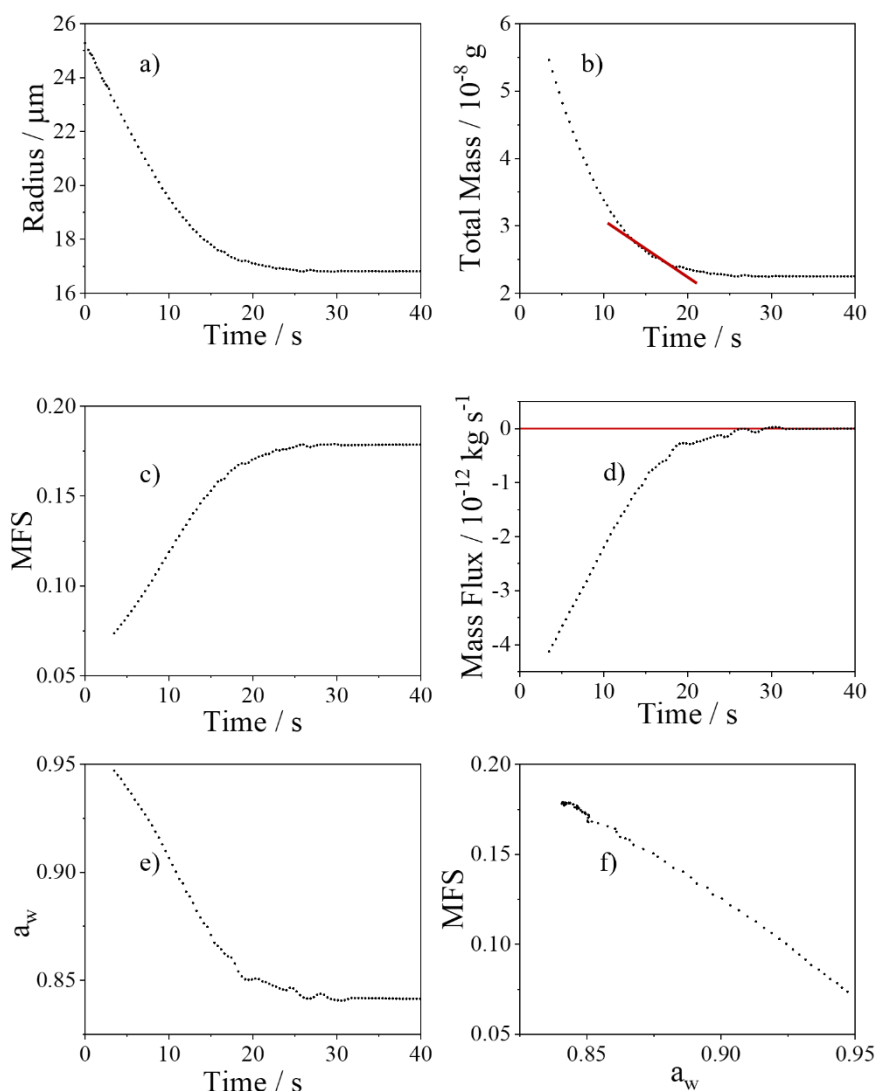 26
24
22
20
18
16
Radius / μm
a)
0 10 20 30 40
Time / s
6
5
4
3
2
Total Mass / 10⁻⁸ g
b)
0 10 20 30 40
Time / s
0.20
0.15
0.10
0.05
MFS
c)
0 10 20 30 40
Time / s
0
-1
-2
-3
-4
Mass Flux / 10⁻¹² kg s⁻¹
d)
0 10 20 30 40
Time / s
0.95
0.90
0.85
a_w
e)
0 10 20 30 40
Time / s
0.20
0.15
0.10
0.05
MFS
f)
0.85 0.90 0.95
a_w